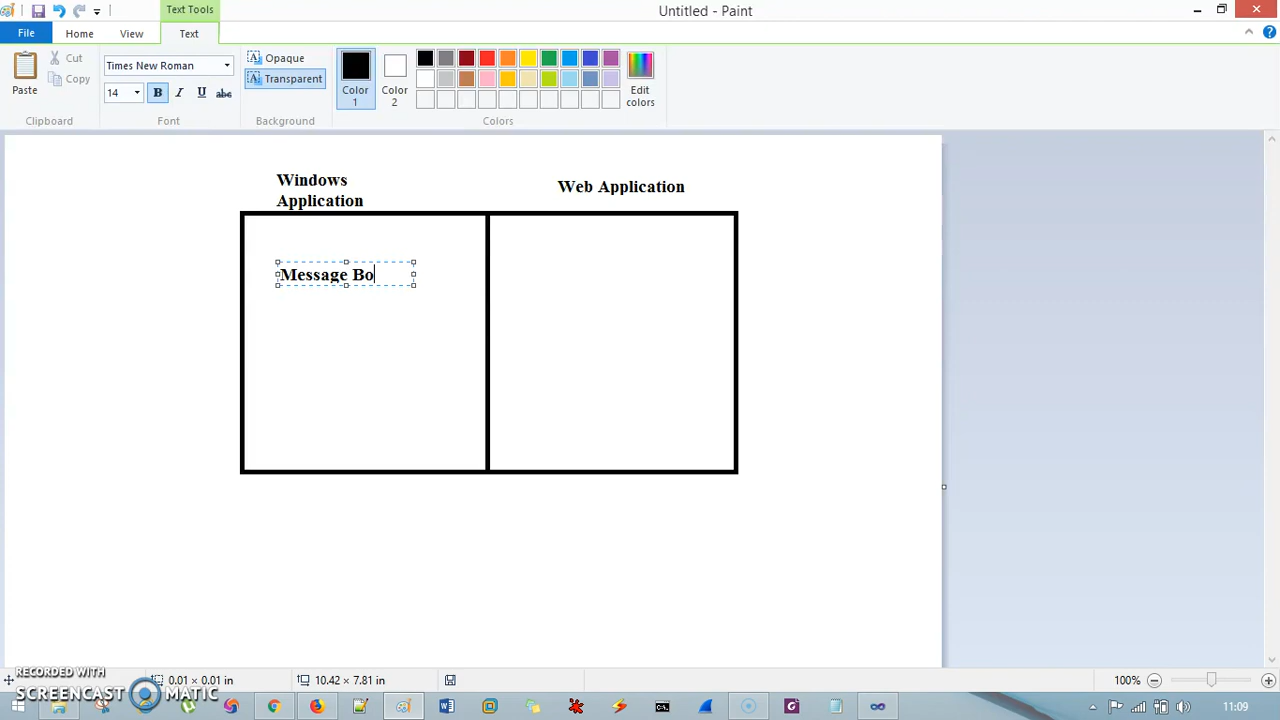 Text Tools
Untitled - Paint
File
Home
View
Text
Paste
Cut
Copy
Times New Roman
14
B
I
U
abc
Opaque
Transparent
Color
1
Color
2
Edit
colors
Clipboard
Font
Background
Colors
Windows
Application
Web Application
Message Bo
RECORDED WITH
SCREENCAST MATIC
0.01 × 0.01 in
10.42 × 7.81 in
100%
11:09